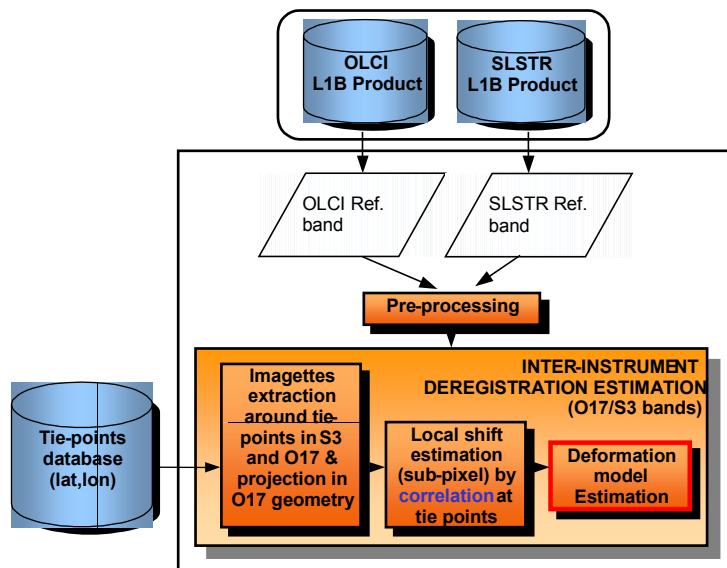 OLCI
L1B Product
SLSTR
L1B Product
OLCI Ref.
band
SLSTR Ref.
band
Pre-processing
INTER-INSTRUMENT
DEREGISTRATION ESTIMATION
(O17/S3 bands)
Tie-points
database
(lat,lon)
Imagettes
extraction
around tie-
points in S3
and O17 &
projection in
O17 geometry
Local shift
estimation
(sub-pixel) by
correlation at
tie points
Deformation
model
Estimation